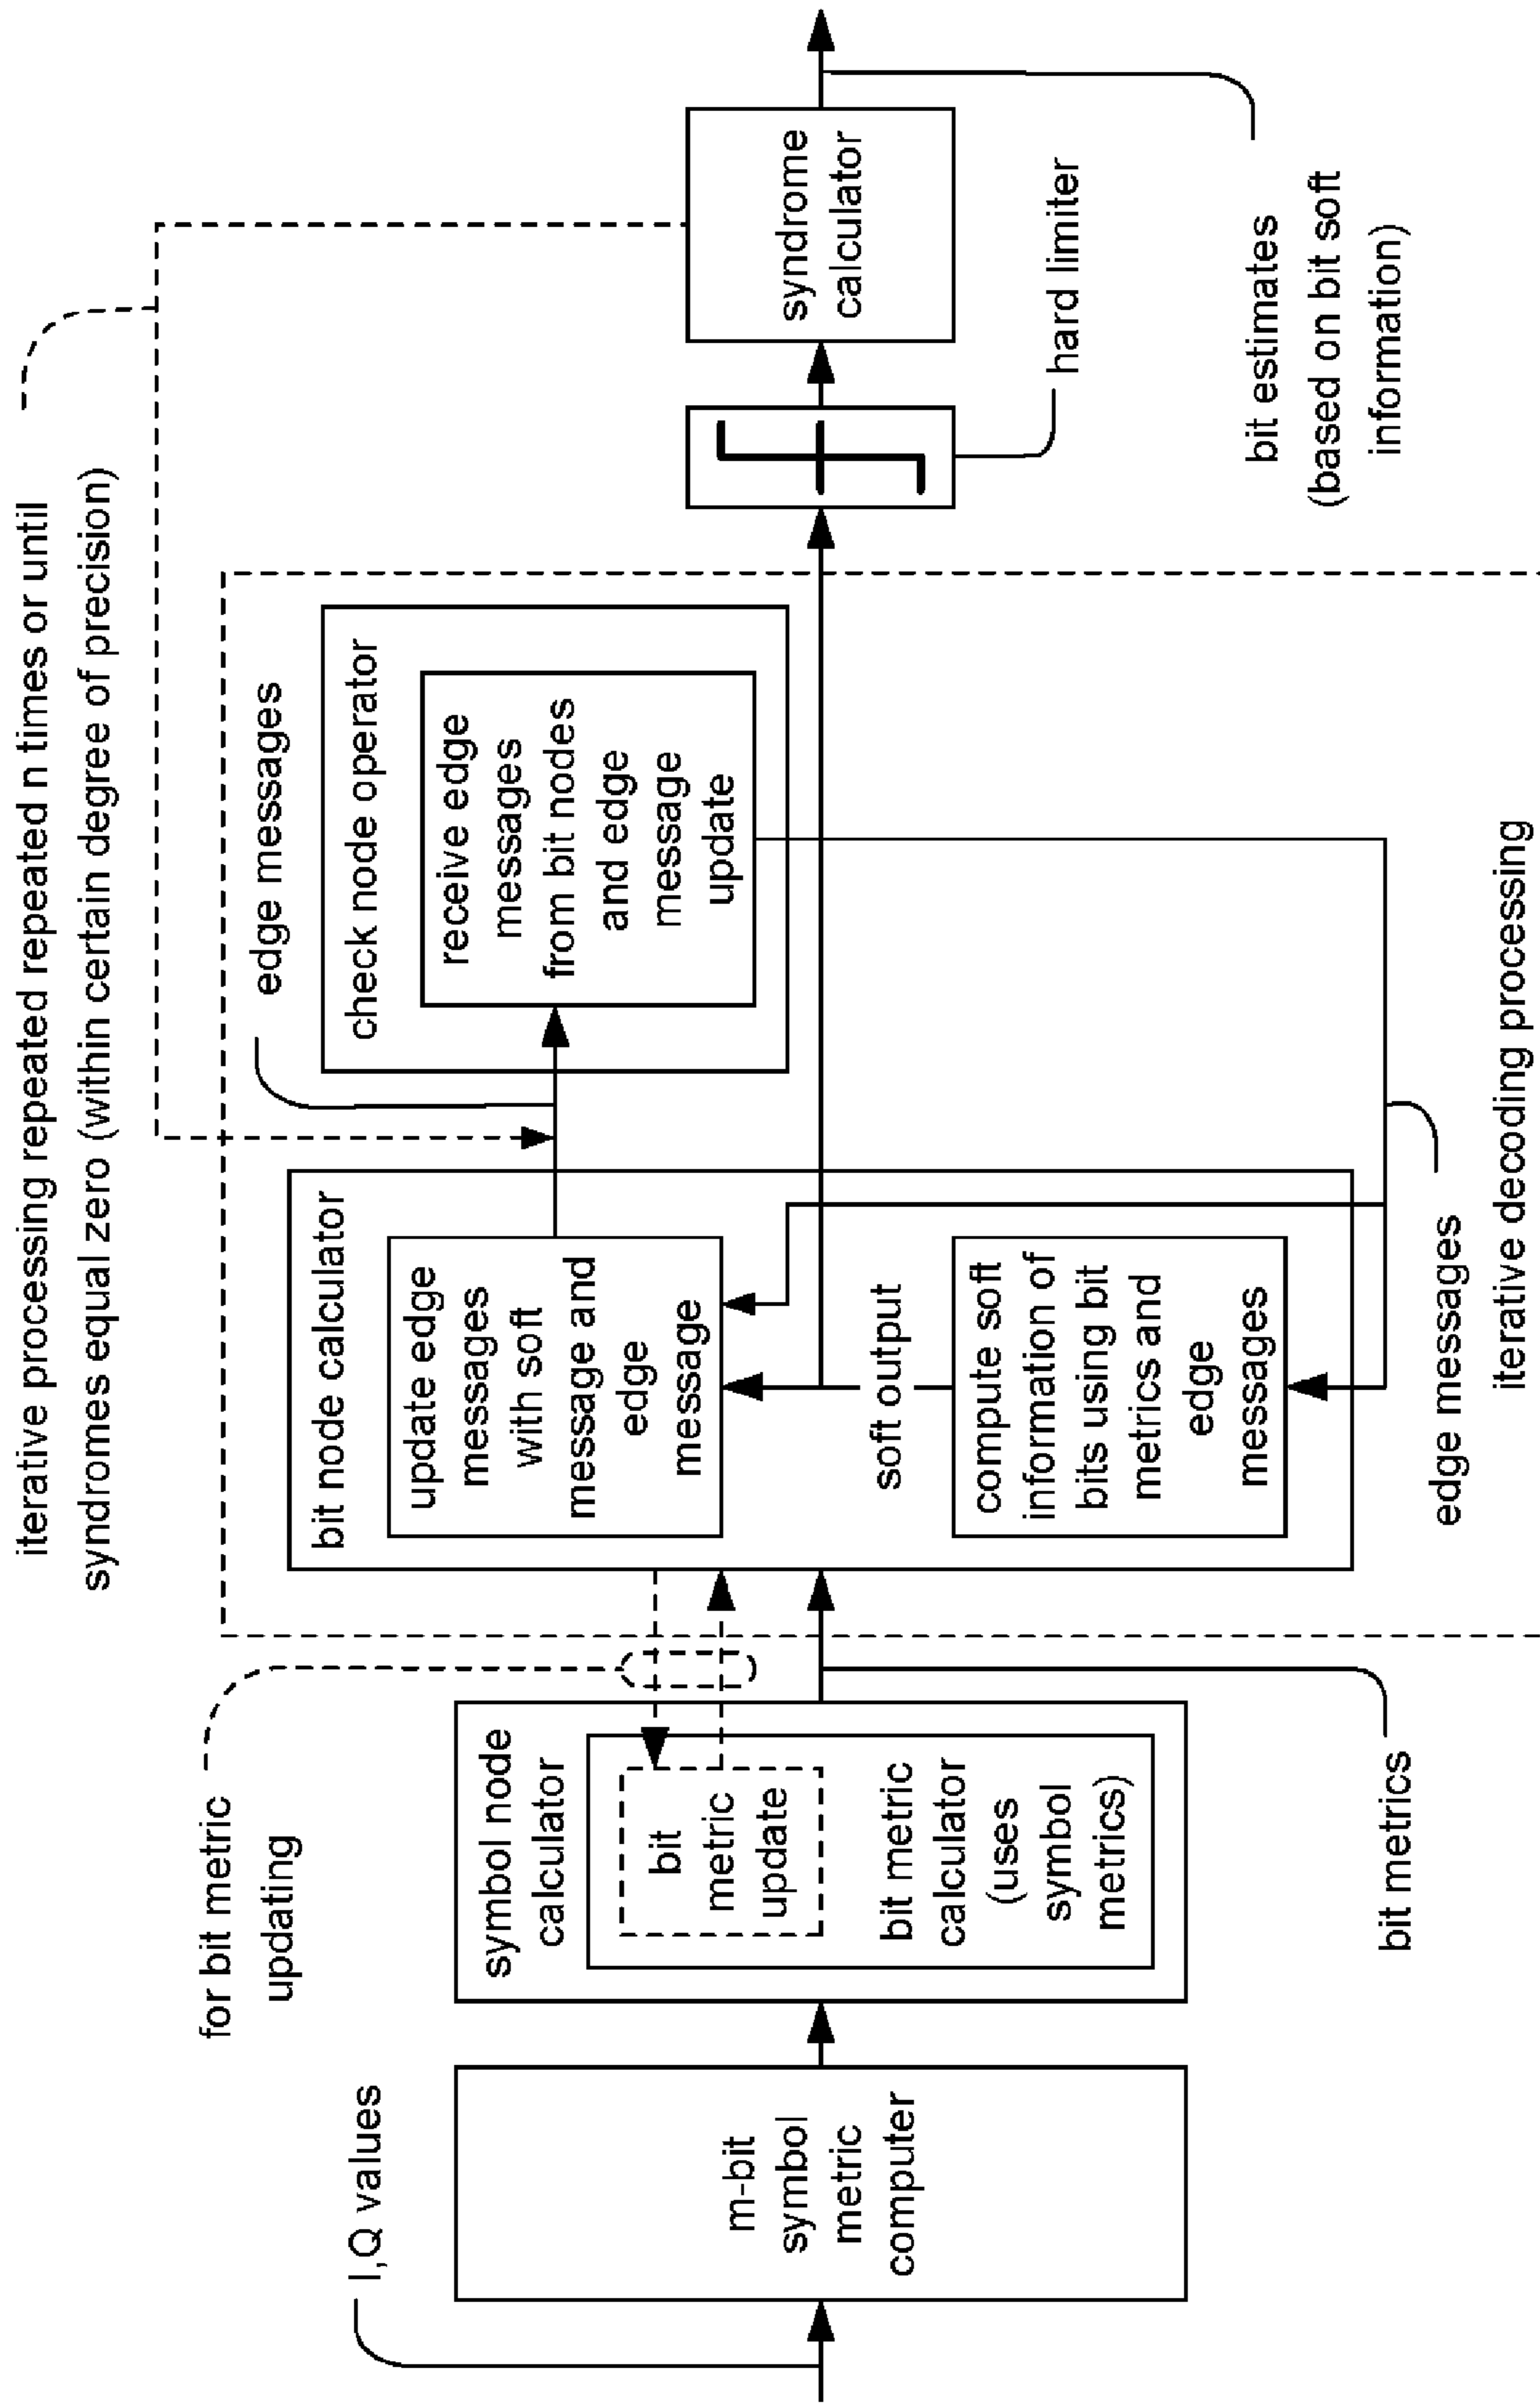 iterative processing repeated repeated n times or until
syndromes equal zero (within certain degree of precision)
for bit metric
updating
edge messages
I,Q values
m-bit
symbol
metric
computer
symbol node
calculator
bit
metric
update
bit metric
calculator
(uses
symbol
metrics)
bit metrics
bit node calculator
update edge
messages
with soft
message and
edge
message
soft output
compute soft
information of
bits using bit
metrics and
edge
messages
edge messages
check node operator
receive edge
messages
from bit nodes
and edge
message
update
iterative decoding processing
hard limiter
syndrome
calculator
bit estimates
(based on bit soft
information)